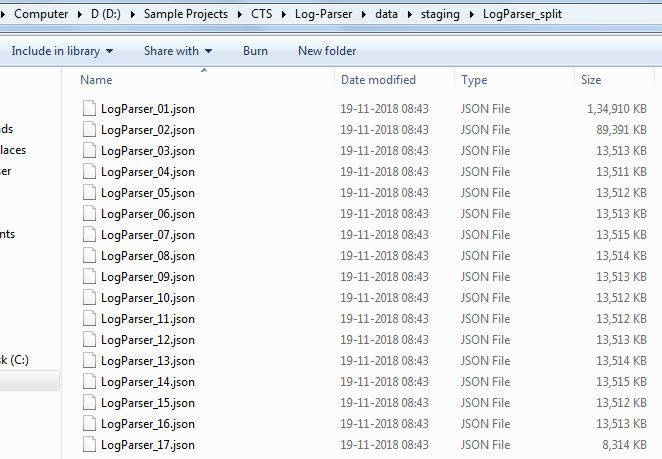 Computer ▸ D (D:) ▸ Sample Projects ▸ CTS ▸ Log-Parser ▸ data ▸ staging ▸ LogParser_split
Include in library Share with Burn New folder
Name Date modified Type Size
LogParser_01.json 19-11-2018 08:43 JSON File 1,34,910 KB
ds LogParser_02.json 19-11-2018 08:43 JSON File 89,391 KB
laces LogParser_03.json 19-11-2018 08:43 JSON File 13,513 KB
er LogParser_04.json 19-11-2018 08:43 JSON File 13,511 KB
LogParser_05.json 19-11-2018 08:43 JSON File 13,512 KB
LogParser_06.json 19-11-2018 08:43 JSON File 13,513 KB
nts LogParser_07.json 19-11-2018 08:43 JSON File 13,515 KB
LogParser_08.json 19-11-2018 08:43 JSON File 13,514 KB
LogParser_09.json 19-11-2018 08:43 JSON File 13,513 KB
LogParser_10.json 19-11-2018 08:43 JSON File 13,512 KB
LogParser_11.json 19-11-2018 08:43 JSON File 13,512 KB
LogParser_12.json 19-11-2018 08:43 JSON File 13,513 KB
k (C:) LogParser_13.json 19-11-2018 08:43 JSON File 13,514 KB
LogParser_14.json 19-11-2018 08:43 JSON File 13,515 KB
LogParser_15.json 19-11-2018 08:43 JSON File 13,512 KB
LogParser_16.json 19-11-2018 08:43 JSON File 13,513 KB
LogParser_17.json 19-11-2018 08:43 JSON File 8,314 KB